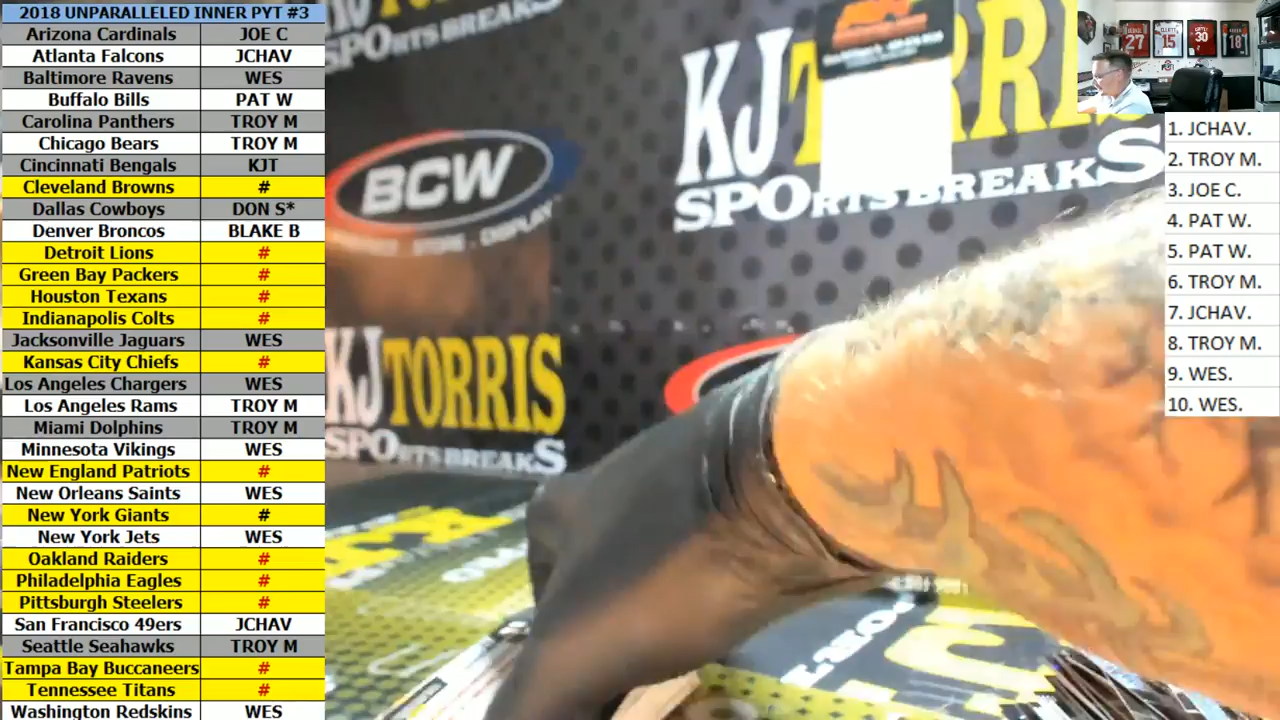 2018 UNPARALLELED INNER PYT #3
Arizona Cardinals JOE C
Atlanta Falcons JCHAV
Baltimore Ravens WES
Buffalo Bills PAT W
Carolina Panthers TROY M
Chicago Bears TROY M
Cincinnati Bengals KJT
Cleveland Browns #
Dallas Cowboys DON S*
Denver Broncos BLAKE B
Detroit Lions #
Green Bay Packers #
Houston Texans #
Indianapolis Colts #
Jacksonville Jaguars WES
Kansas City Chiefs #
Los Angeles Chargers WES
Los Angeles Rams TROY M
Miami Dolphins TROY M
Minnesota Vikings WES
New England Patriots #
New Orleans Saints WES
New York Giants #
New York Jets WES
Oakland Raiders #
Philadelphia Eagles #
Pittsburgh Steelers #
San Francisco 49ers JCHAV
Seattle Seahawks TROY M
Tampa Bay Buccaneers #
Tennessee Titans #
Washington Redskins WES
SPORTS BREAKS
BCW
KJ TORRIS
SPORTS BREAKS
KJ TORRIS
SPORTS BREAKS
27
15
30
18
1. JCHAV.
2. TROY M.
3. JOE C.
4. PAT W.
5. PAT W.
6. TROY M.
7. JCHAV.
8. TROY M.
9. WES.
10. WES.